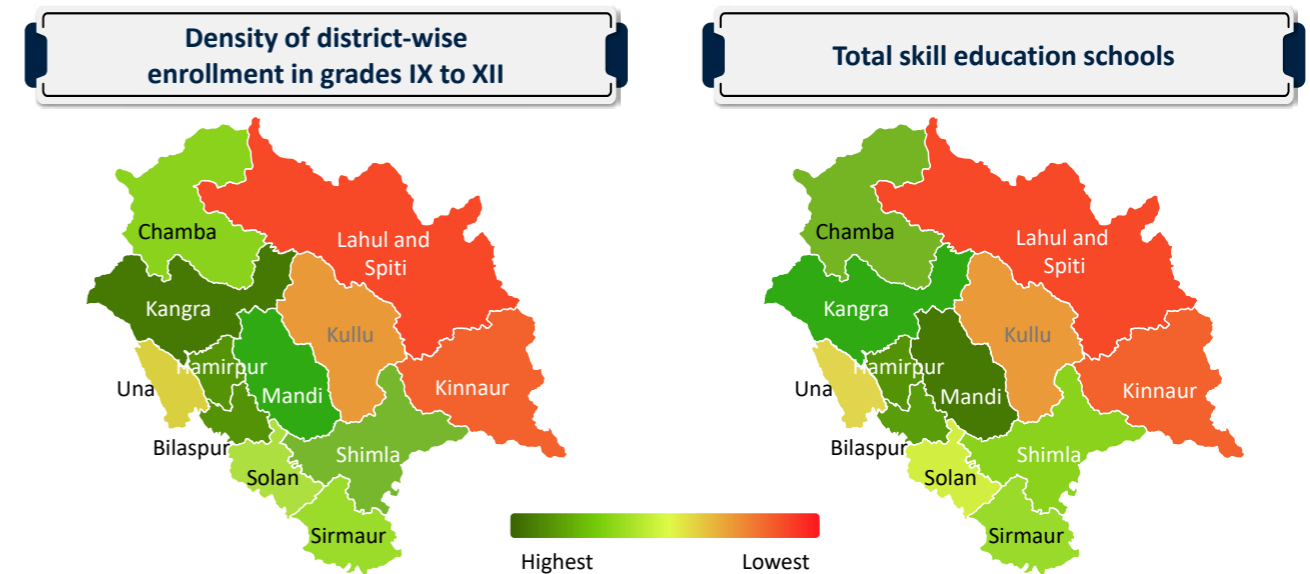 Density of district-wise
enrollment in grades IX to XII
Total skill education schools
Chamba
Lahul and
Spiti
Kangra
Kullu
Hamirpur
Una
Mandi
Kinnaur
Bilaspur
Shimla
Solan
Sirmaur
Chamba
Lahul and
Spiti
Kangra
Kullu
Hamirpur
Una
Mandi
Kinnaur
Bilaspur
Shimla
Solan
Sirmaur
Highest
Lowest